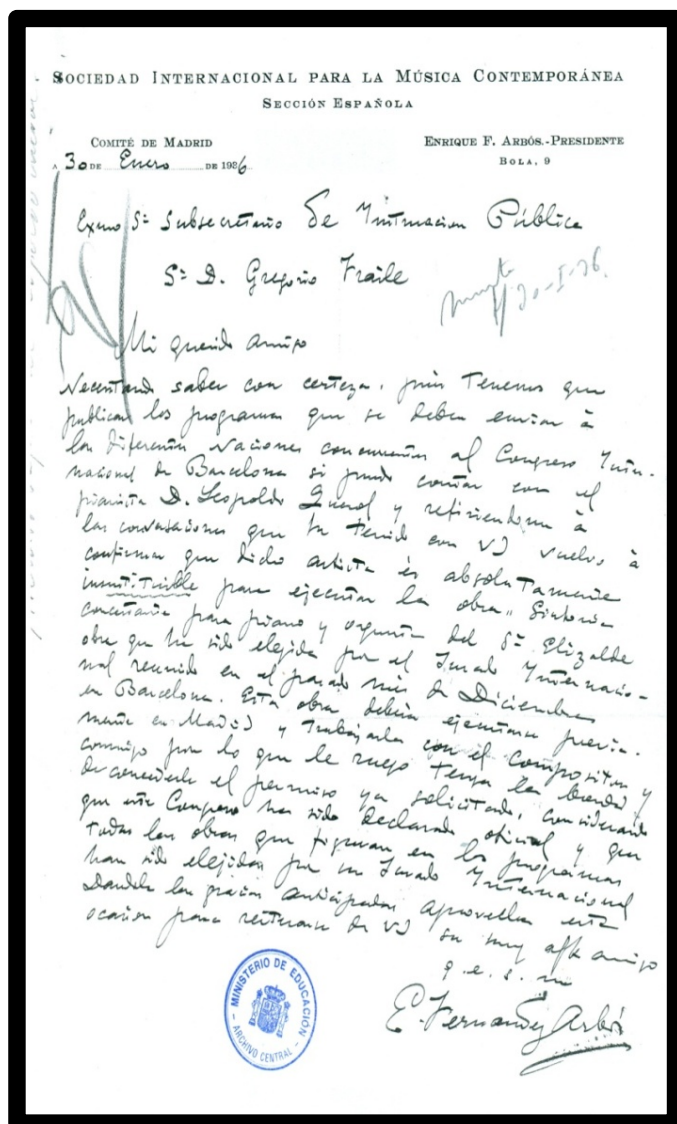 SOCIEDAD INTERNACIONAL PARA LA MÚSICA CONTEMPORÁNEA
SECCIÓN ESPAÑOLA
COMITÉ DE MADRID
ENRIQUE F. ARBÓS.-PRESIDENTE
BOLA, 9
A 30 DE Enero DE 1936
Exmo Sr Subsecretario de Instruccion Pública
Sr D. Gregorio Fraile
30-I-36.
Mi querido amigo
Necesitando saber con certeza, pues tenemos que
publicar los programas que se deben enviar á
las diferentes Naciones concurrentes al Congreso Inter-
nacional de Barcelona si puedo contar con el
pianista D. Leopoldo Querol y refiriendome á
las conversaciones que he tenido con VD vuelvo á
confirmar que dicho artista es absolutamente
insustituible para ejecutar la obra "Sinfonia
concertante para piano y orquesta del Sr Elizalde
obra que ha sido elegida por el Jurado Internacio-
nal reunido en el pasado mes de Diciembre
en Barcelona. Esta obra debera ejecutarse previa-
mente en Madrid y trabajarla con el compositor y
conmigo por lo que le ruego tenga la bondad
de concederle el permiso ya solicitado, considerando
que este Congreso ha sido declarado oficial y que
todas las obras que figuran en los programas
han sido elejidas por un Jurado Internacional
Dandole las gracias anticipadas aprovecha esta
ocasion para reiterarse de VD su muy afto amigo
q. e. s. m
E. Fernandez Arbós
MINISTERIO DE EDUCACIÓN
ARCHIVO CENTRAL